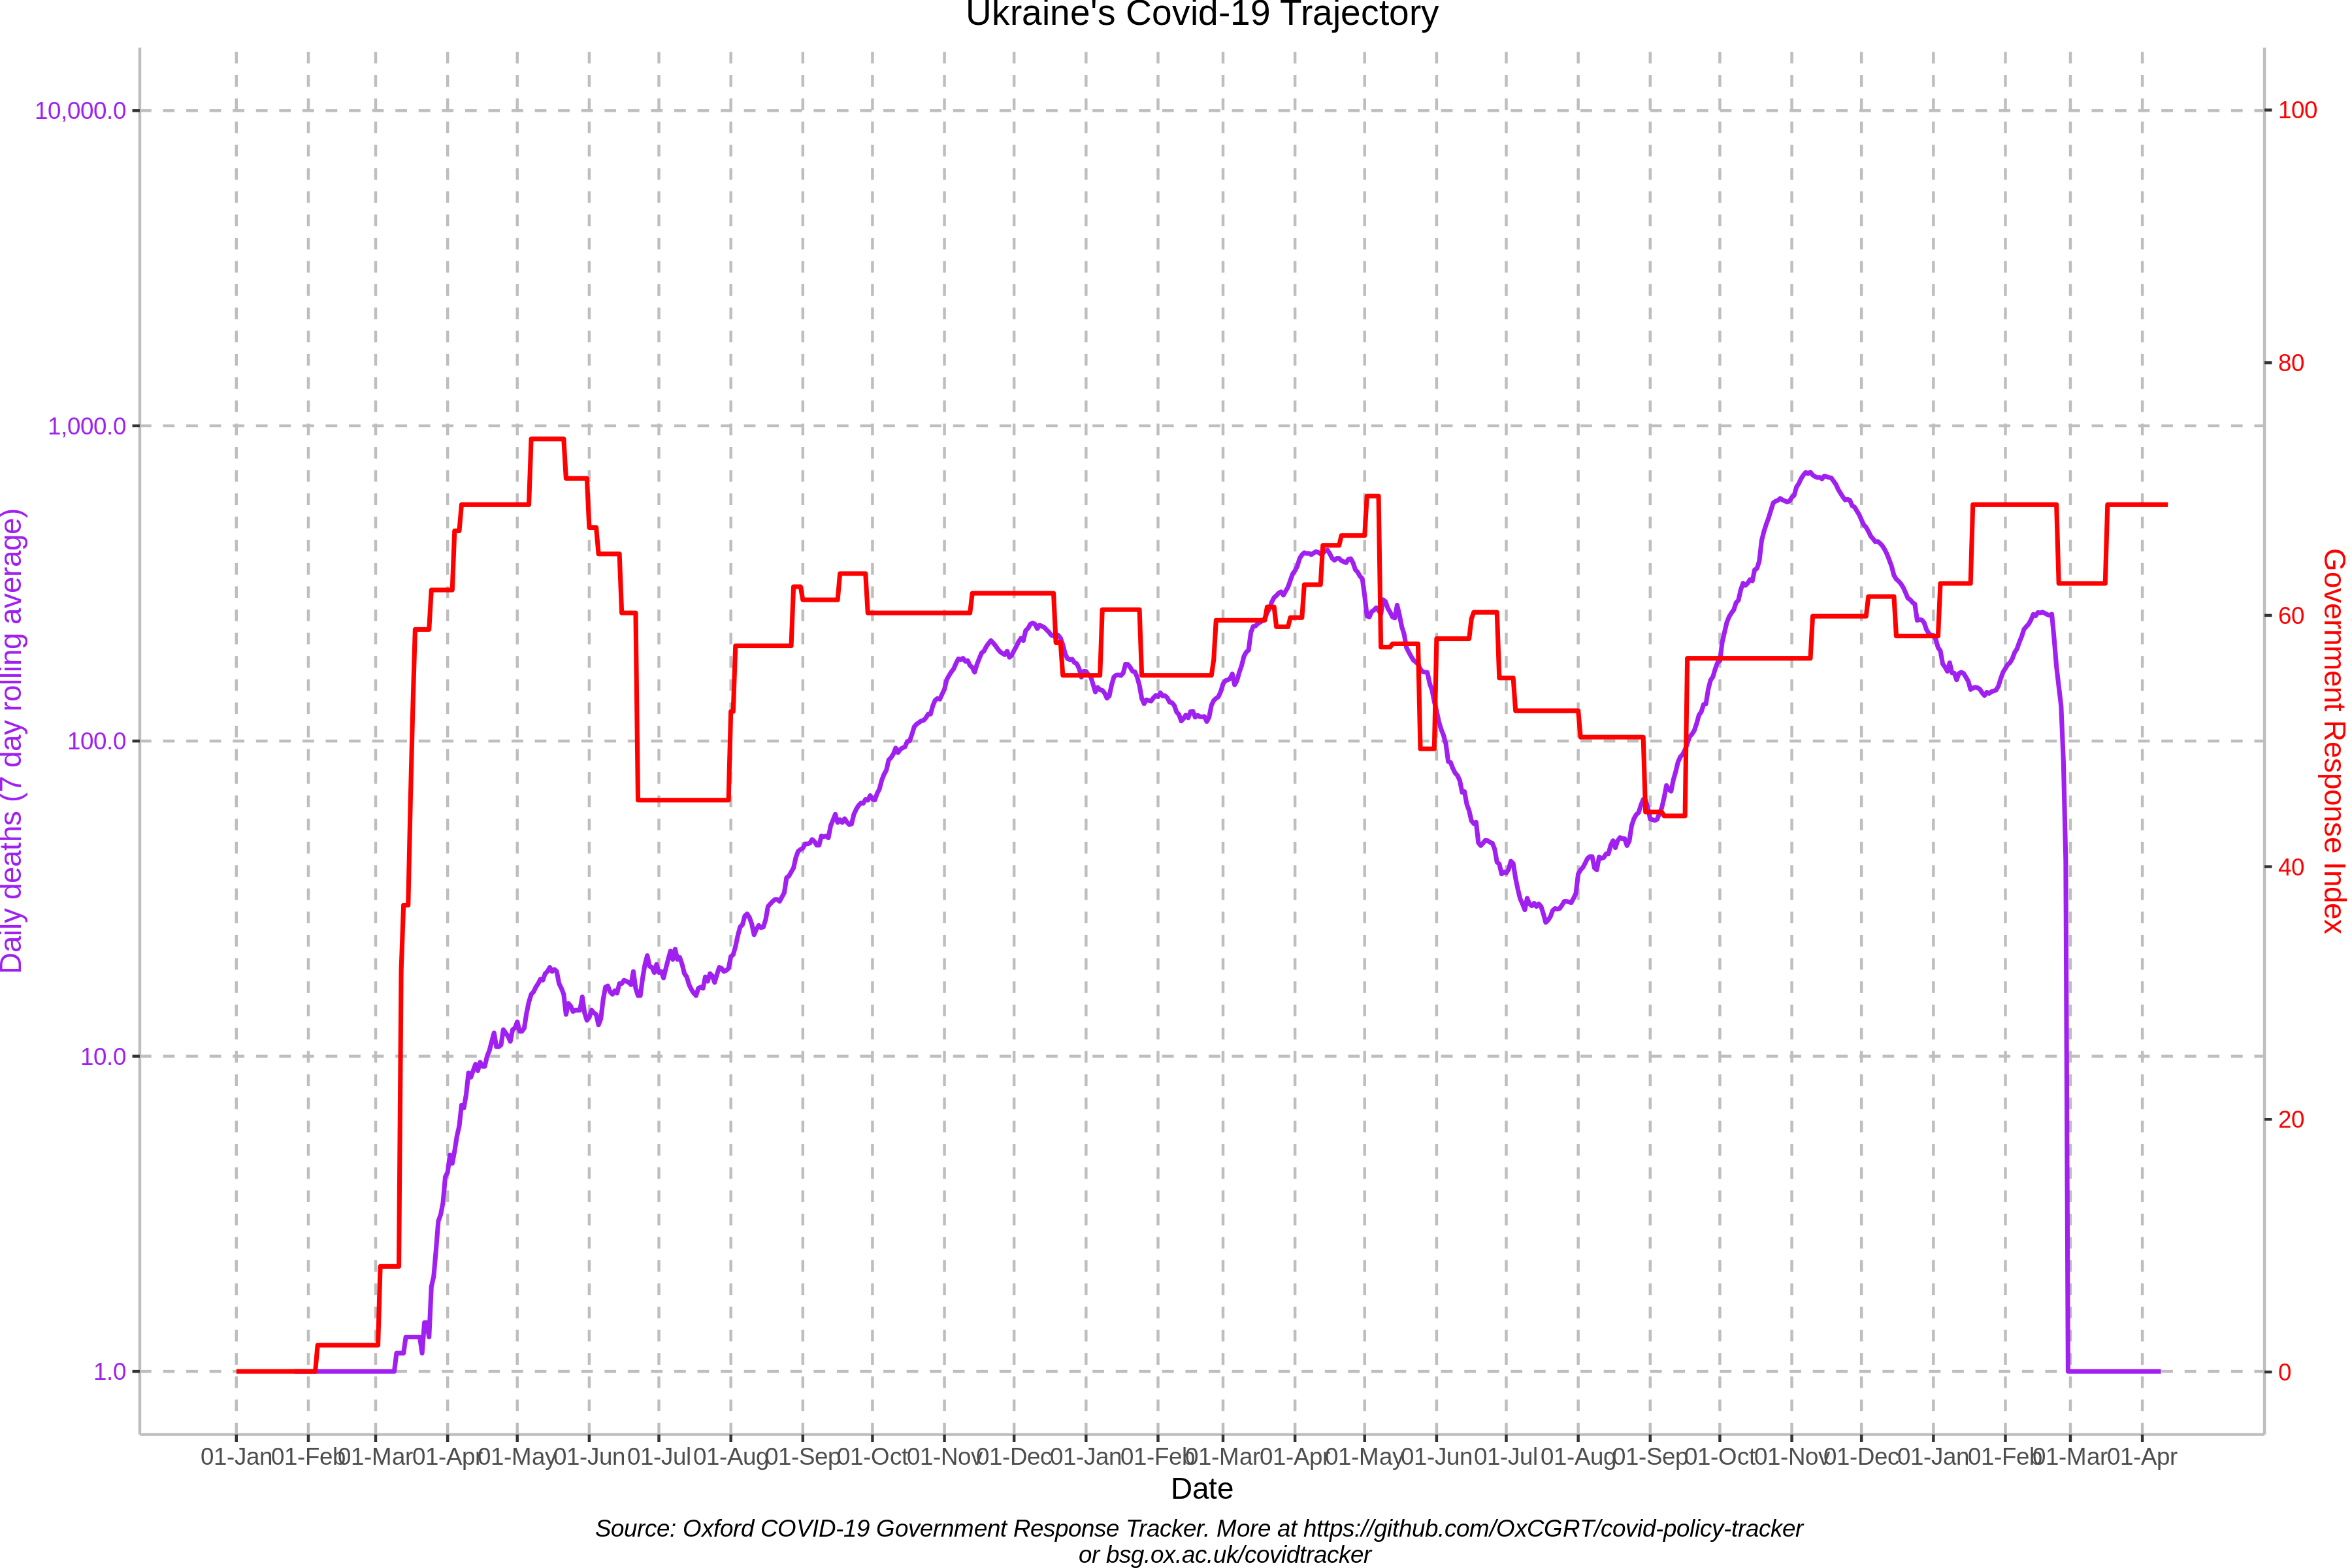 Ukraine's Covid-19 Trajectory
10,000.0
1,000.0
100.0
10.0
1.0
Daily deaths (7 day rolling average)
100
80
60
40
20
0
Government Response Index
01-Jan 01-Feb 01-Mar 01-Apr 01-May 01-Jun 01-Jul 01-Aug 01-Sep 01-Oct 01-Nov 01-Dec 01-Jan 01-Feb 01-Mar 01-Apr 01-May 01-Jun 01-Jul 01-Aug 01-Sep 01-Oct 01-Nov 01-Dec 01-Jan 01-Feb 01-Mar 01-Apr
Date
Source: Oxford COVID-19 Government Response Tracker. More at https://github.com/OxCGRT/covid-policy-tracker
or bsg.ox.ac.uk/covidtracker